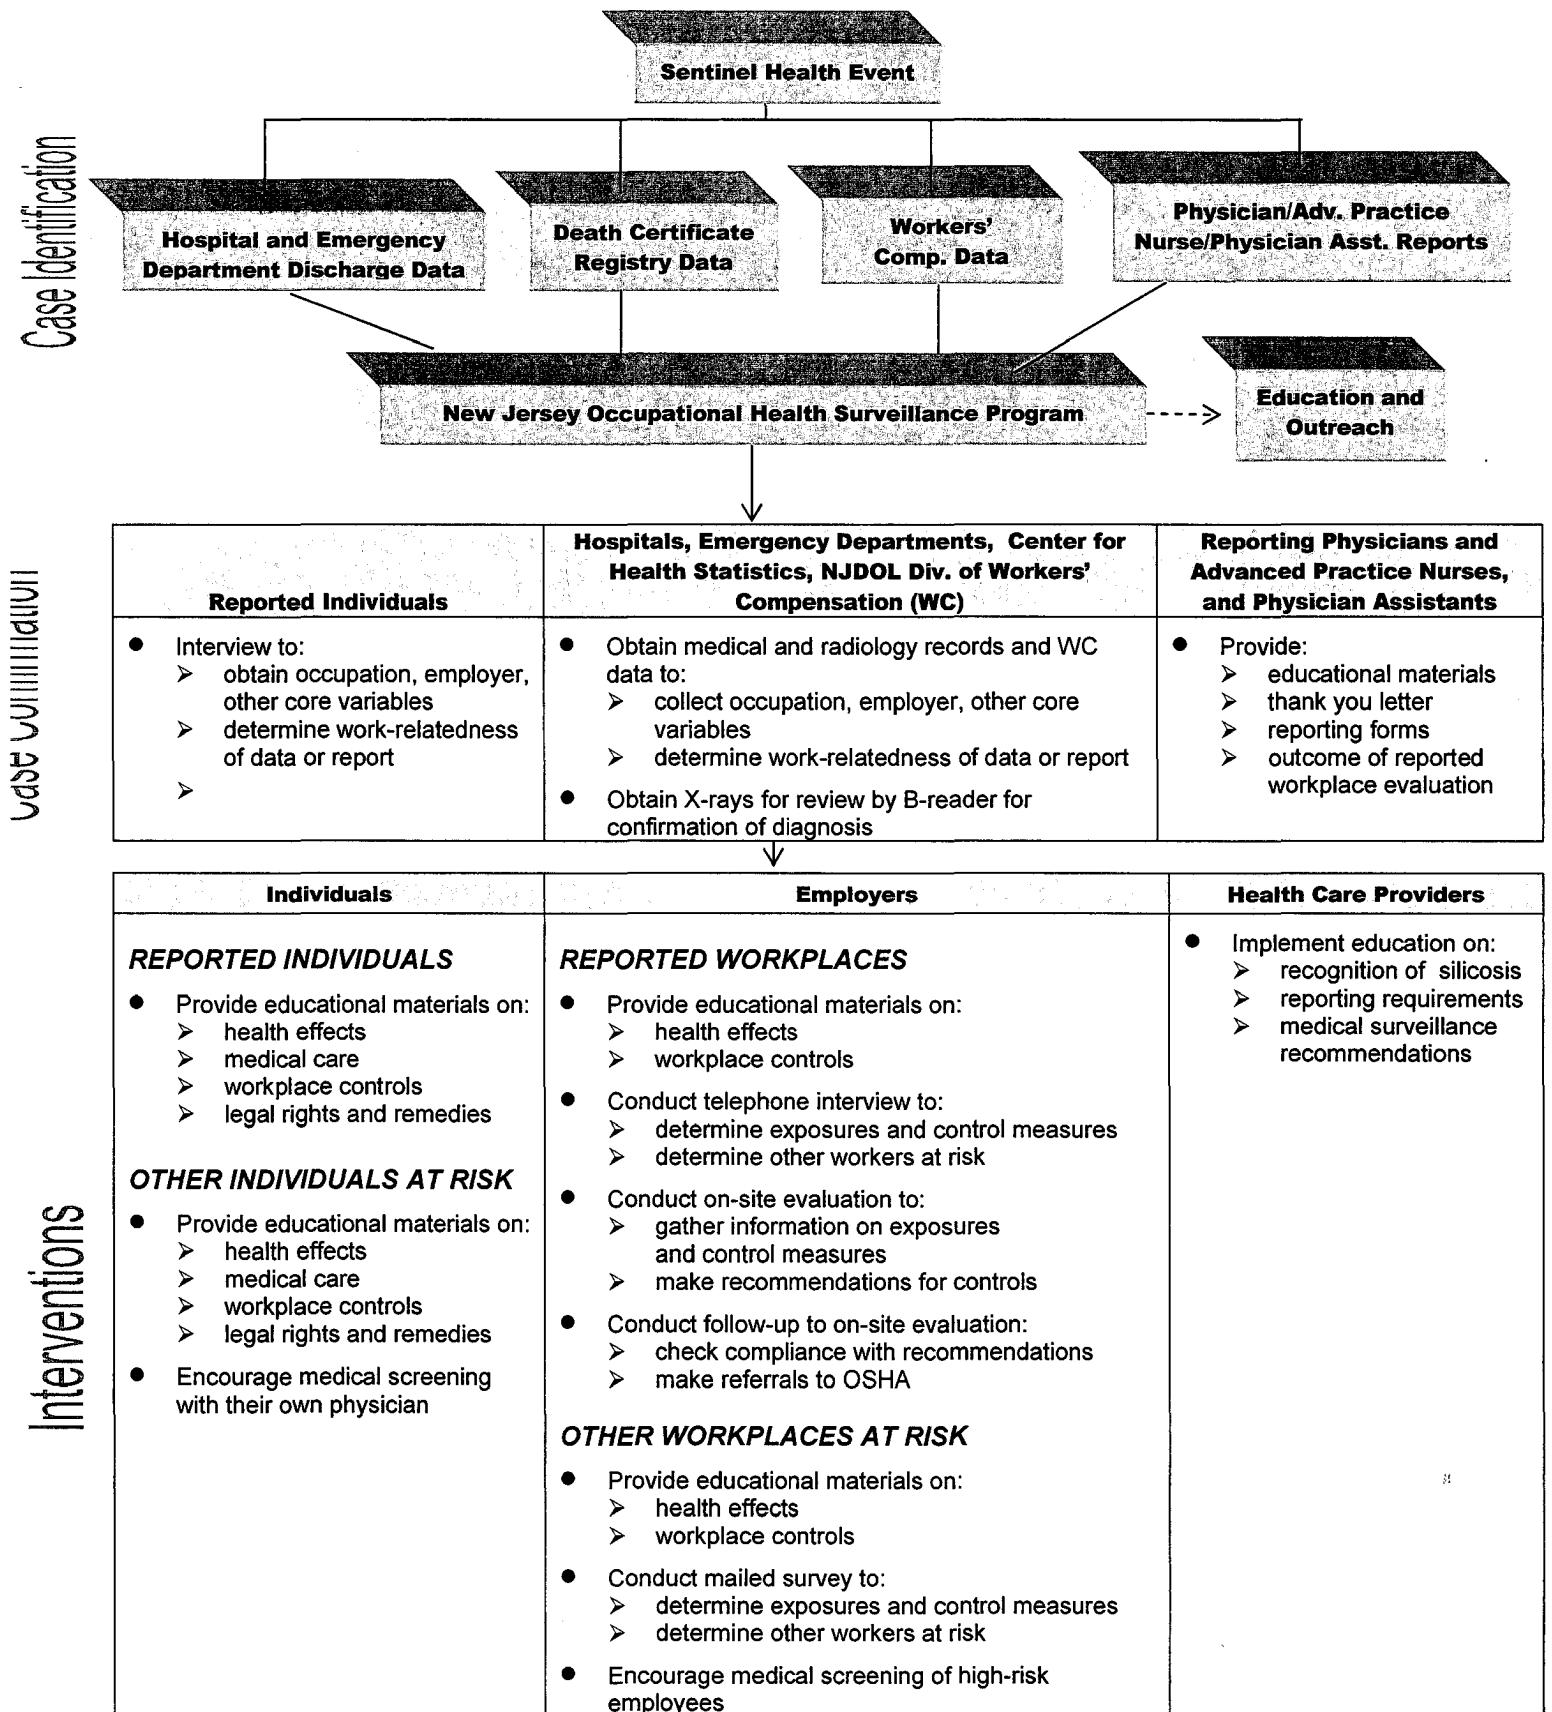 Sentinel Health Event
Case Identification
Hospital and Emergency
Department Discharge Data
Death Certificate
Registry Data
Workers'
Comp. Data
Physician/Adv. Practice
Nurse/Physician Asst. Reports
New Jersey Occupational Health Surveillance Program
Education and
Outreach
Case
Reported Individuals
Hospitals, Emergency Departments, Center for
Health Statistics, NJDOL Div. of Workers'
Compensation (WC)
Reporting Physicians and
Advanced Practice Nurses,
and Physician Assistants
● Interview to:
➢ obtain occupation, employer,
other core variables
➢ determine work-relatedness
of data or report
➢
● Obtain medical and radiology records and WC
data to:
➢ collect occupation, employer, other core
variables
➢ determine work-relatedness of data or report
● Obtain X-rays for review by B-reader for
confirmation of diagnosis
● Provide:
➢ educational materials
➢ thank you letter
➢ reporting forms
➢ outcome of reported
workplace evaluation
Interventions
Individuals
Employers
Health Care Providers
REPORTED INDIVIDUALS
● Provide educational materials on:
➢ health effects
➢ medical care
➢ workplace controls
➢ legal rights and remedies
OTHER INDIVIDUALS AT RISK
● Provide educational materials on:
➢ health effects
➢ medical care
➢ workplace controls
➢ legal rights and remedies
● Encourage medical screening
with their own physician
REPORTED WORKPLACES
● Provide educational materials on:
➢ health effects
➢ workplace controls
● Conduct telephone interview to:
➢ determine exposures and control measures
➢ determine other workers at risk
● Conduct on-site evaluation to:
➢ gather information on exposures
and control measures
➢ make recommendations for controls
● Conduct follow-up to on-site evaluation:
➢ check compliance with recommendations
➢ make referrals to OSHA
OTHER WORKPLACES AT RISK
● Provide educational materials on:
➢ health effects
➢ workplace controls
● Conduct mailed survey to:
➢ determine exposures and control measures
➢ determine other workers at risk
● Encourage medical screening of high-risk
employees
● Implement education on:
➢ recognition of silicosis
➢ reporting requirements
➢ medical surveillance
recommendations